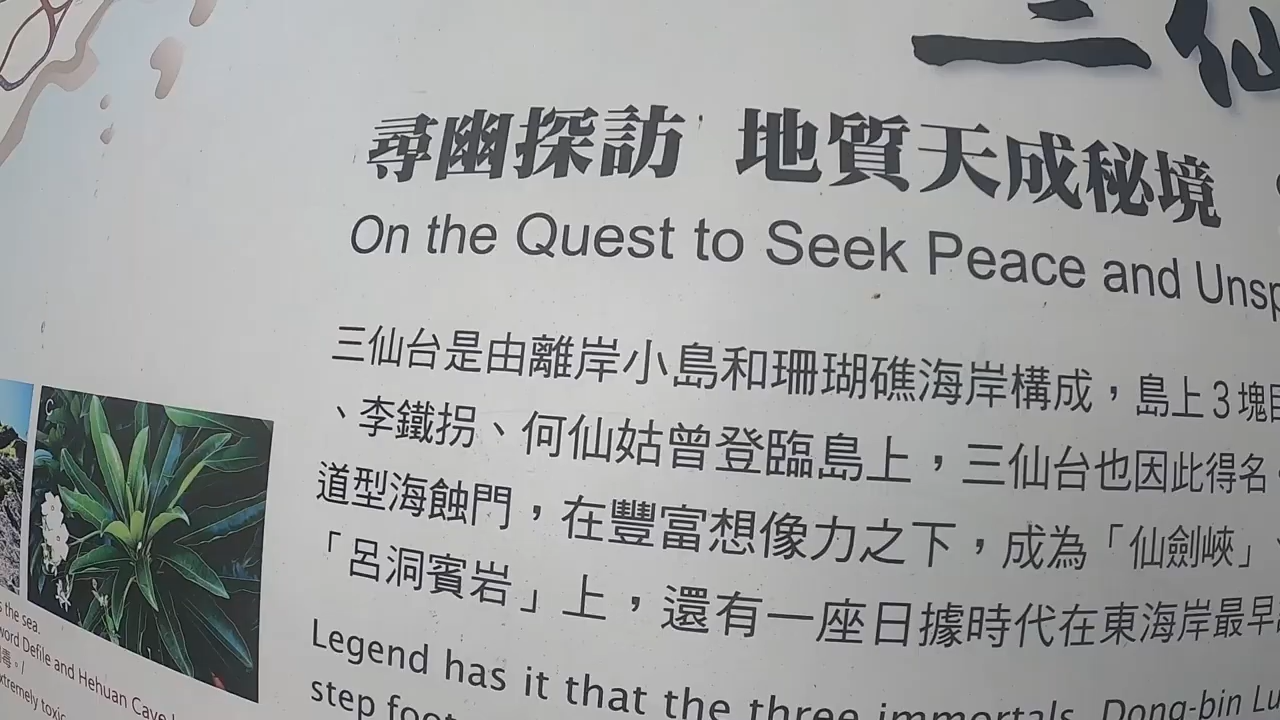 三仙
尋幽探訪 地質天成秘境
On the Quest to Seek Peace and
三仙台是由離岸小島和珊瑚礁海岸構成，島上3塊
、李鐵拐、何仙姑曾登臨島上，三仙台也因此得名
道型海蝕門，在豐富想像力之下，成為「仙劍峽」、
「呂洞賓岩」上，還有一座日據時代在東海岸最早
Legend has it that the three immortals, Dong-bin
step
C
the sea.
Defile and Hehuan Cave
毒。/
toxic